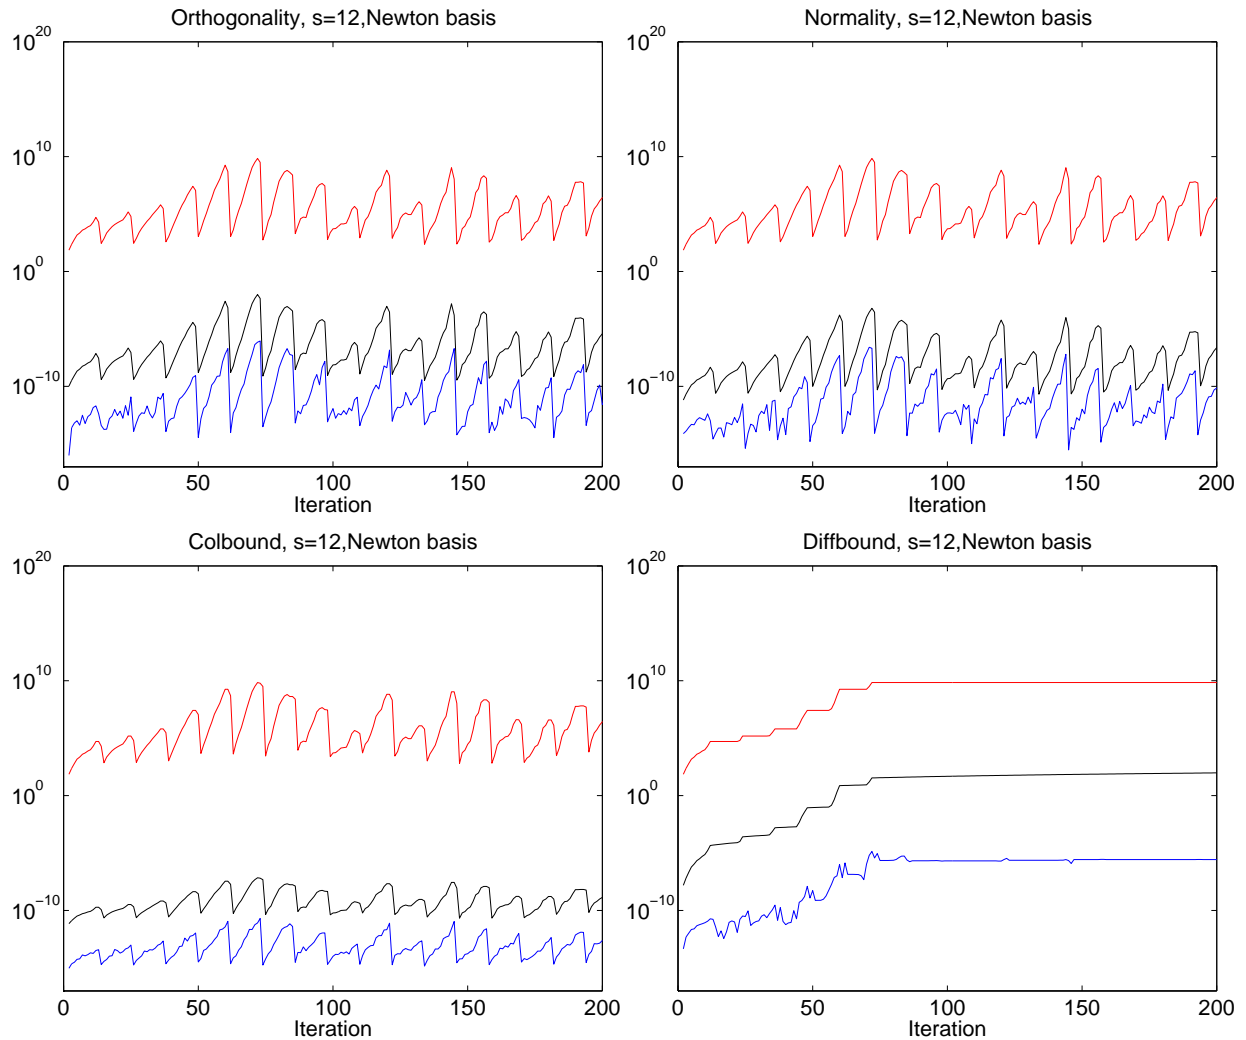 Orthogonality, s=12,Newton basis
10^20
10^10
10^0
10^−10
0 50 100 150 200
Iteration
Normality, s=12,Newton basis
10^20
10^10
10^0
10^−10
0 50 100 150 200
Iteration
Colbound, s=12,Newton basis
10^20
10^10
10^0
10^−10
0 50 100 150 200
Iteration
Diffbound, s=12,Newton basis
10^20
10^10
10^0
10^−10
0 50 100 150 200
Iteration